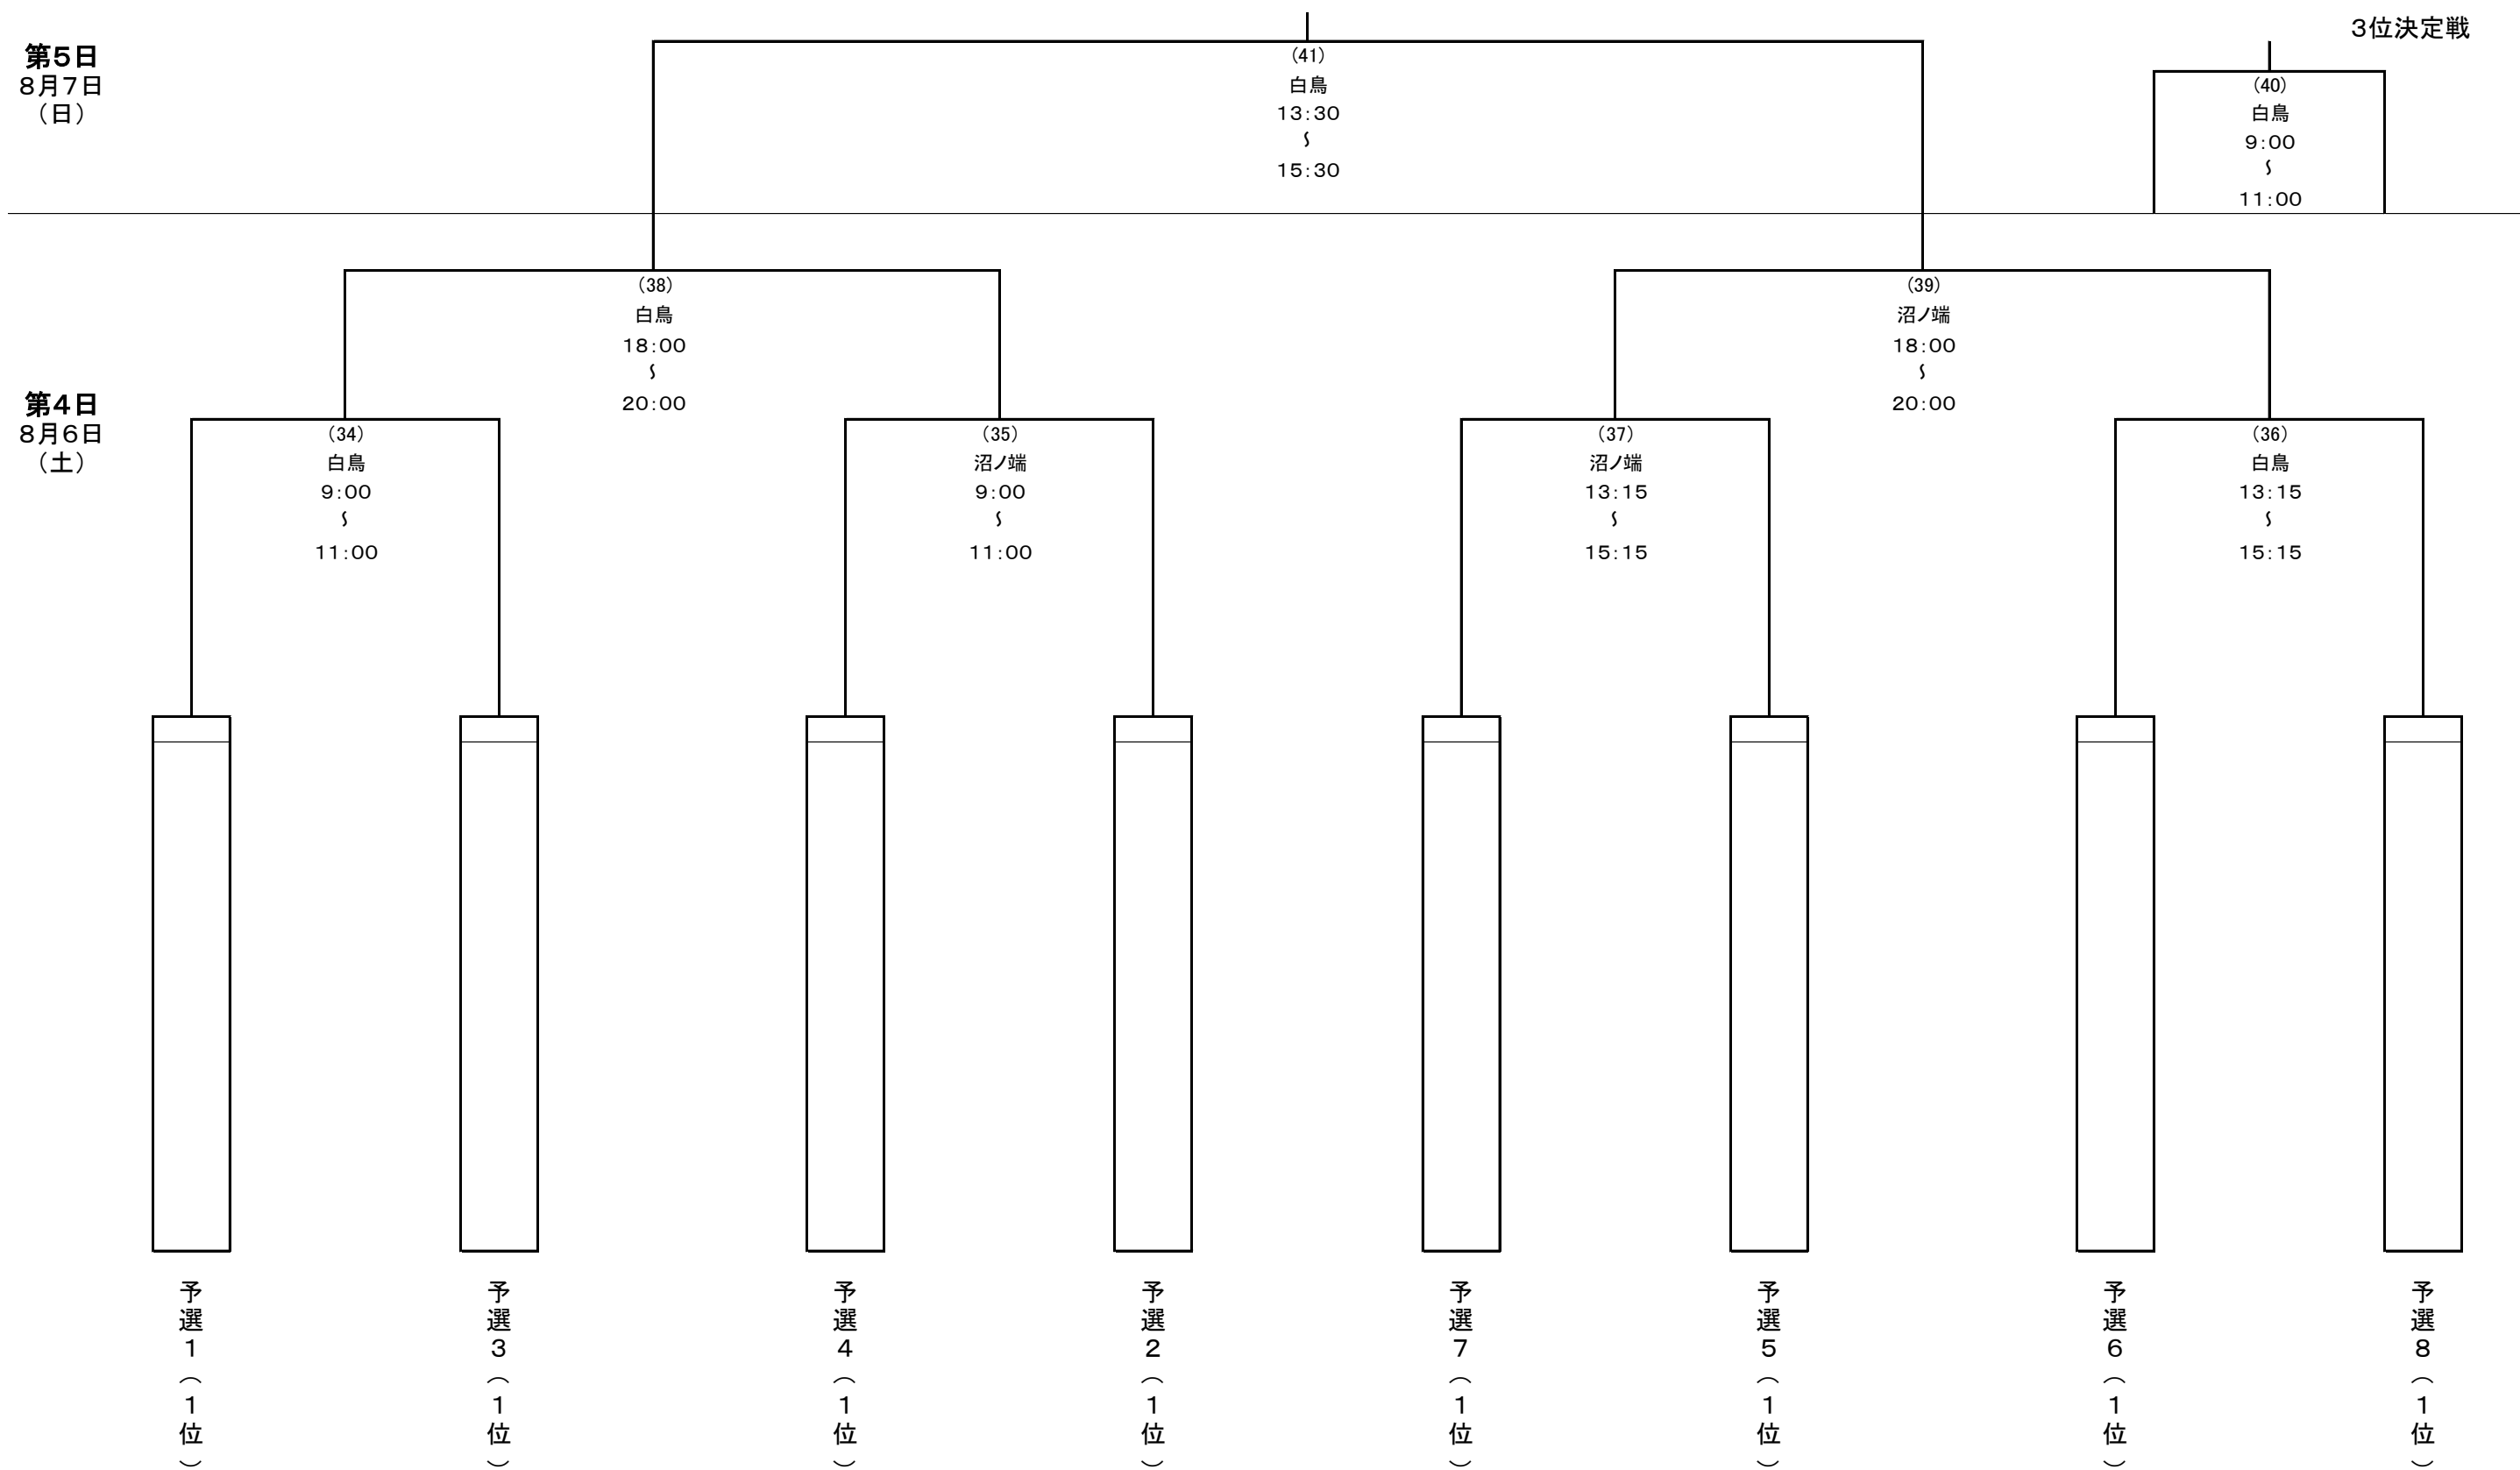 3位決定戦
第5日
8月7日
（日）
（41）
白鳥
13：30
～
15：30
（40）
白鳥
9：00
～
11：00
（38）
白鳥
18：00
～
20：00
（39）
沼ノ端
18：00
～
20：00
第4日
8月6日
（土）
（34）
白鳥
9：00
～
11：00
（35）
沼ノ端
9：00
～
11：00
（37）
沼ノ端
13：15
～
15：15
（36）
白鳥
13：15
～
15：15
予選1（1位）
予選3（1位）
予選4（1位）
予選2（1位）
予選7（1位）
予選5（1位）
予選6（1位）
予選8（1位）